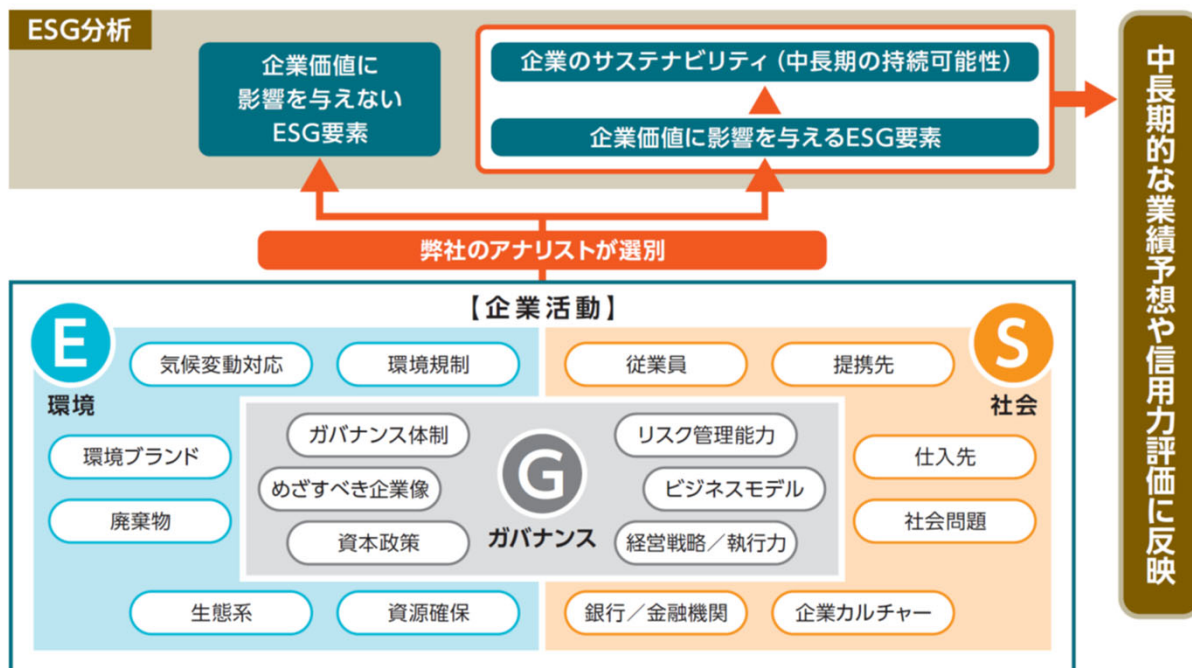 ESG分析
企業価値に
影響を与えない
ESG要素
企業のサステナビリティ（中長期の持続可能性）
企業価値に影響を与えるESG要素
中長期的な業績予想や信用力評価に反映
弊社のアナリストが選別
【企業活動】
E
環境
気候変動対応
環境規制
環境ブランド
廃棄物
生態系
資源確保
G
ガバナンス
ガバナンス体制
めざすべき企業像
資本政策
リスク管理能力
ビジネスモデル
経営戦略／執行力
S
社会
従業員
提携先
仕入先
社会問題
銀行／金融機関
企業カルチャー